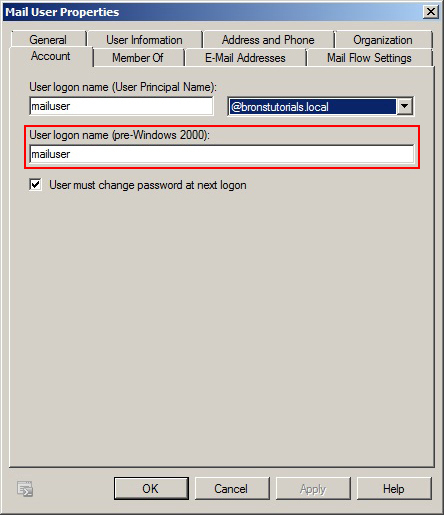 Mail User Properties
General User Information Address and Phone Organization
Account Member Of E-Mail Addresses Mail Flow Settings
User logon name (User Principal Name):
mailuser @bronstutorials.local
User logon name (pre-Windows 2000):
mailuser
User must change password at next logon
OK Cancel Apply Help